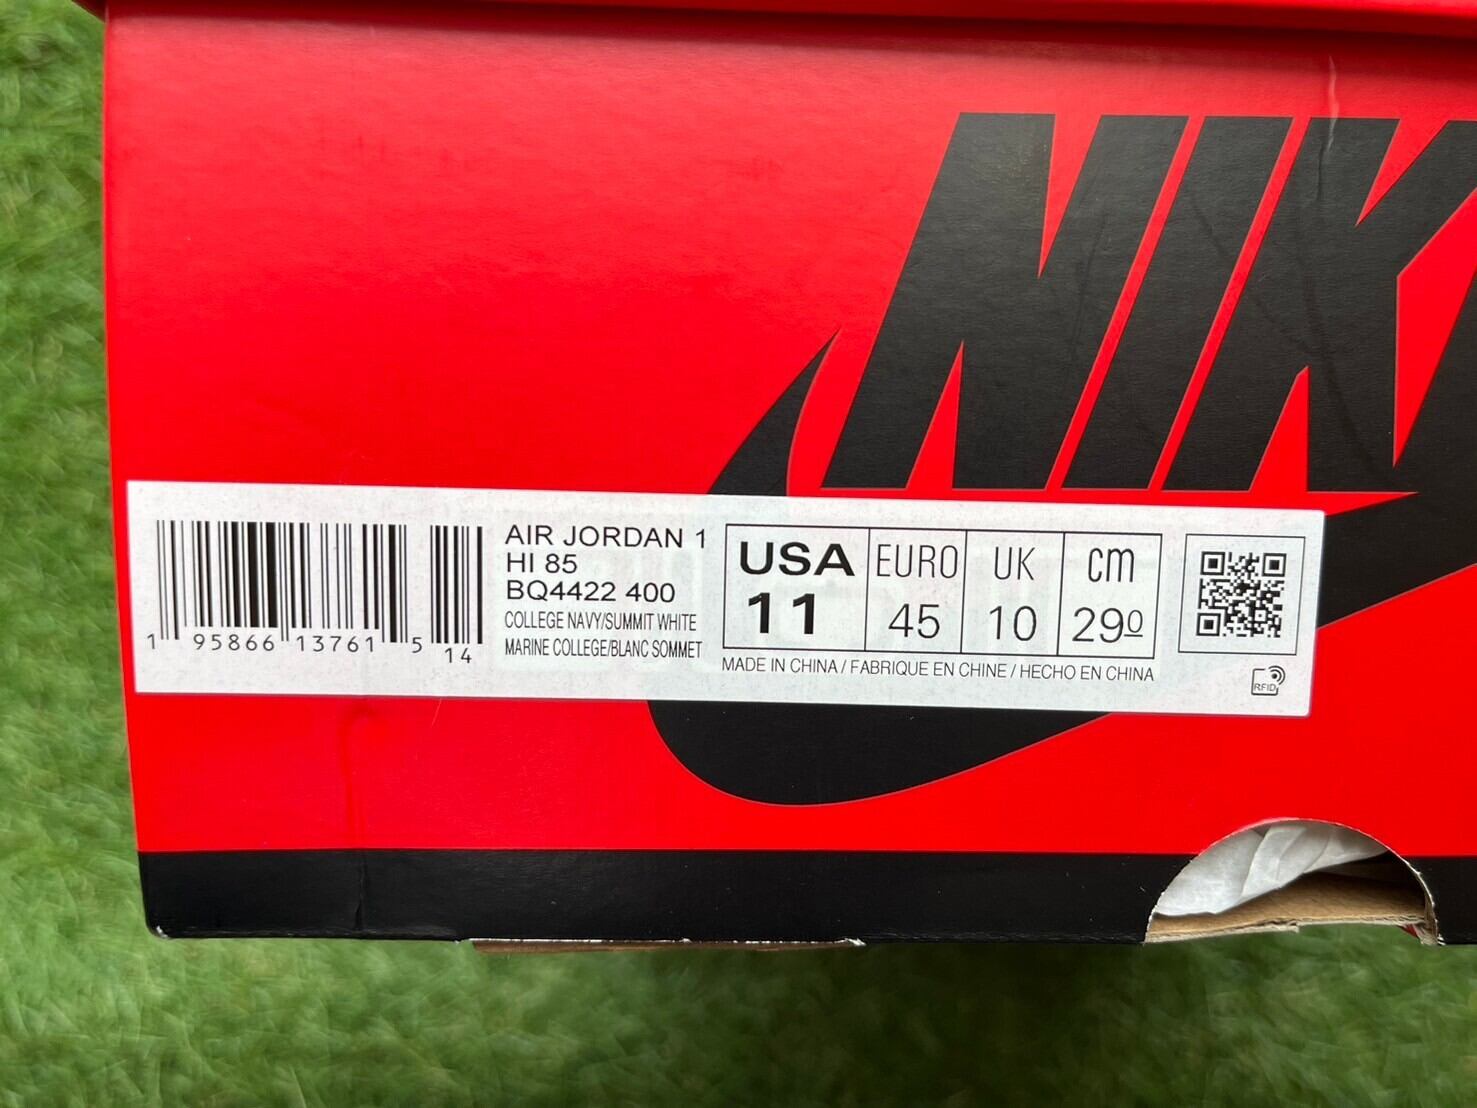 NIK
AIR JORDAN 1
HI 85
BQ4422 400
COLLEGE NAVY/SUMMIT WHITE
MARINE COLLEGE/BLANC SOMMET
1 95866 13761 5 14
USA EURO UK cm
11 45 10 290
MADE IN CHINA / FABRIQUE EN CHINE / HECHO EN CHINA
RFID